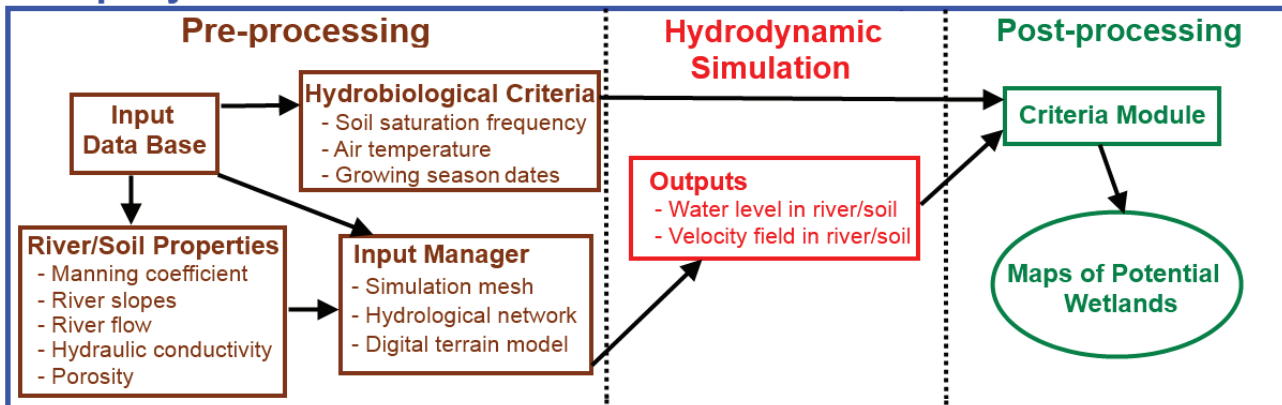 Pre-processing
Hydrodynamic
Simulation
Post-processing
Input
Data Base
Hydrobiological Criteria
- Soil saturation frequency
- Air temperature
- Growing season dates
River/Soil Properties
- Manning coefficient
- River slopes
- River flow
- Hydraulic conductivity
- Porosity
Input Manager
- Simulation mesh
- Hydrological network
- Digital terrain model
Outputs
- Water level in river/soil
- Velocity field in river/soil
Criteria Module
Maps of Potential
Wetlands